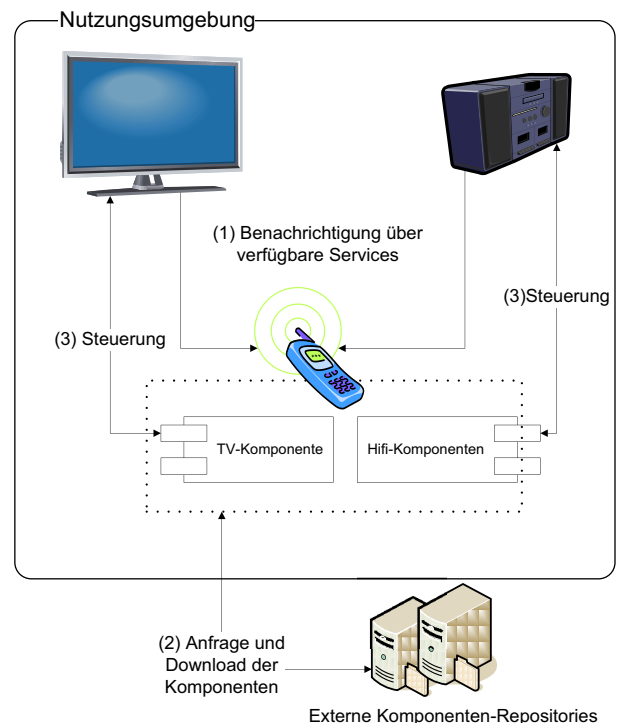 Nutzungsumgebung
(1) Benachrichtigung über
verfügbare Services
(3)Steuerung
(3) Steuerung
TV-Komponente
Hifi-Komponenten
(2) Anfrage und
Download der
Komponenten
Externe Komponenten-Repositories